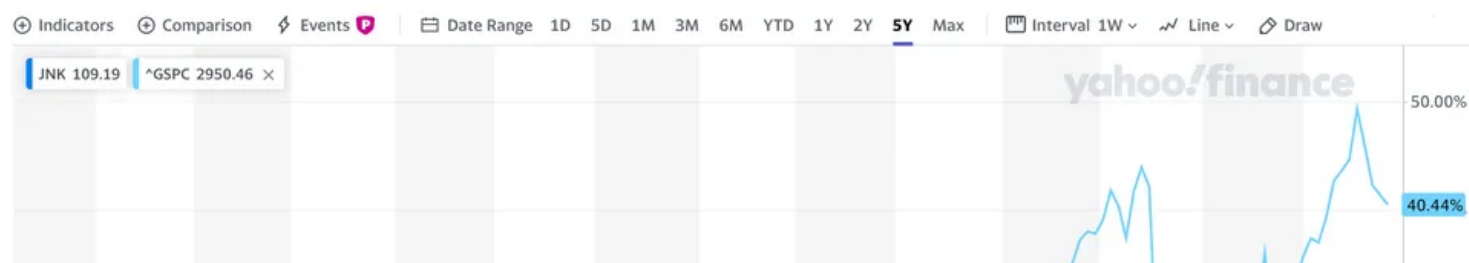 Indicators Comparison Events P Date Range 1D 5D 1M 3M 6M YTD 1Y 2Y 5Y Max Interval 1W Line Draw
JNK 109.19 ^GSPC 2950.46 ×
yahoo!finance
50.00%
40.44%